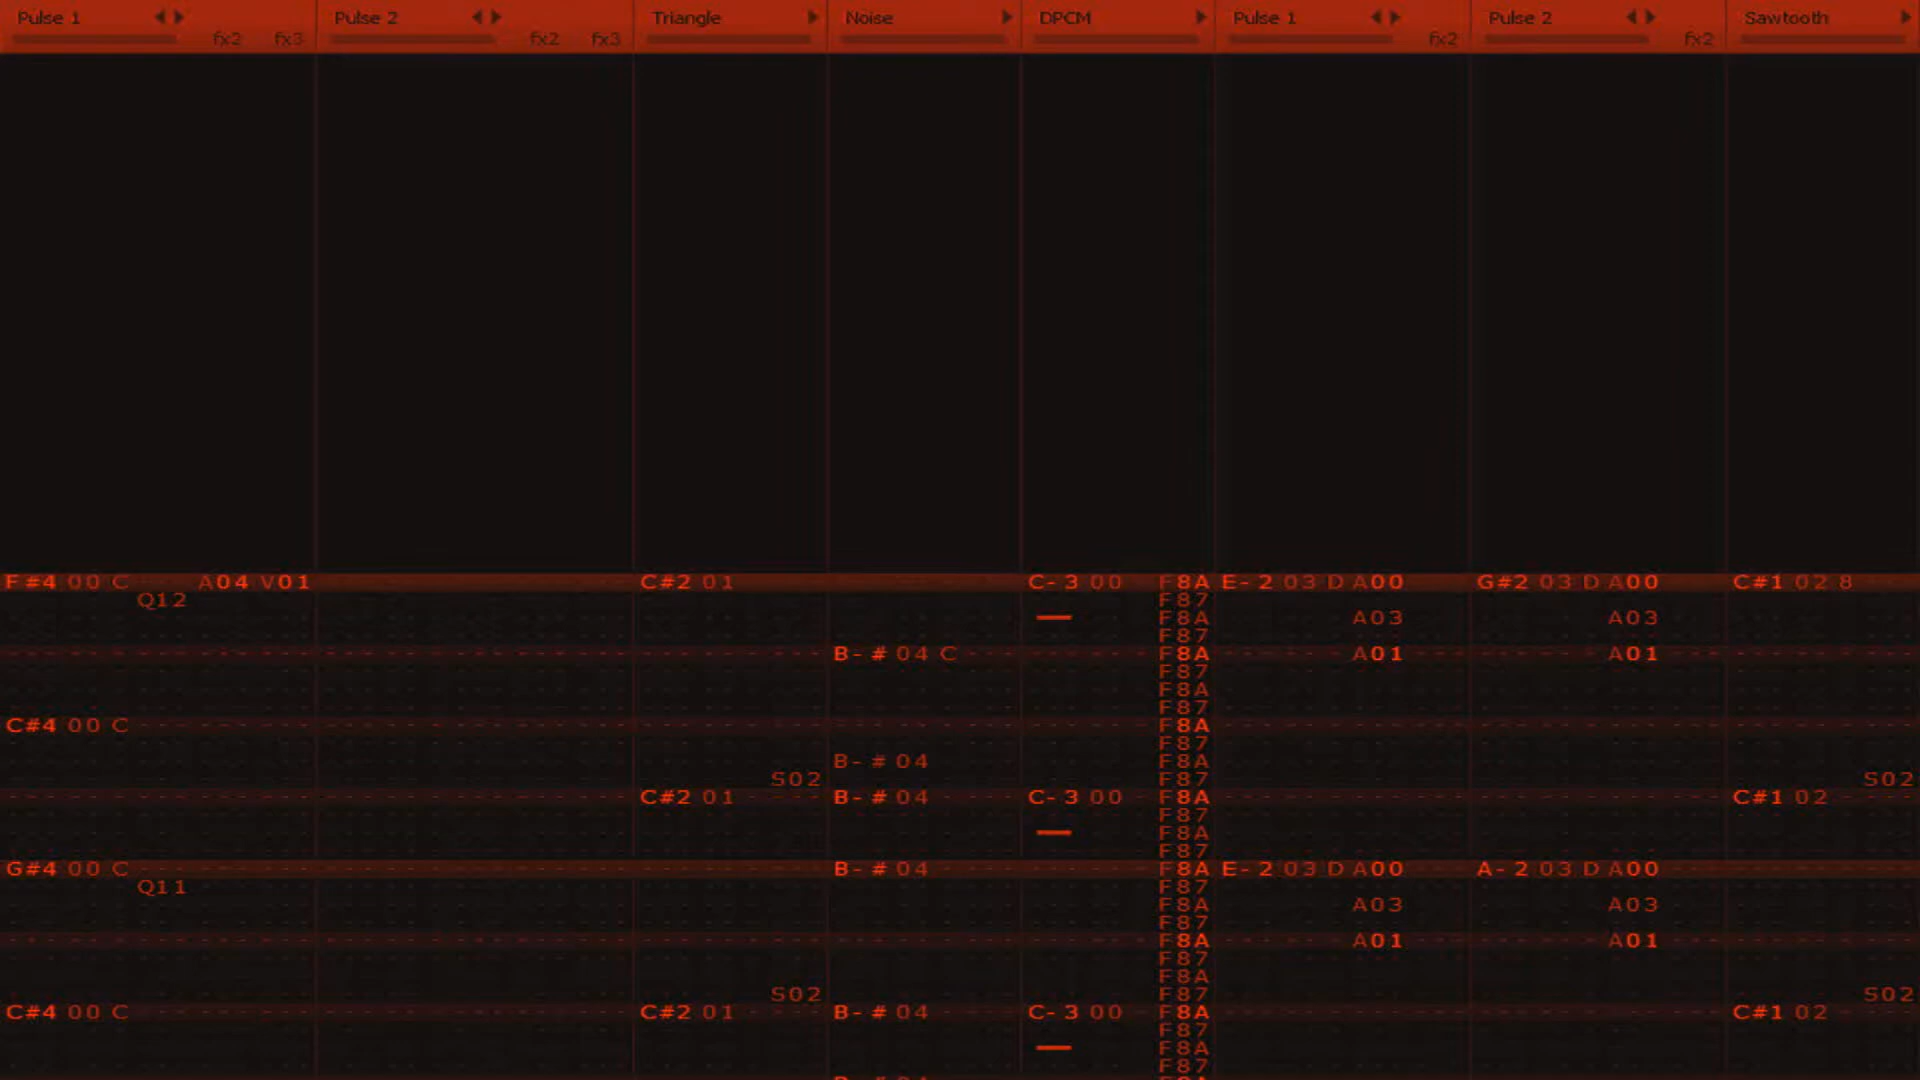 Pulse 1 Pulse 2 Triangle Noise DPCM Pulse 1 Pulse 2 Sawtooth
fx2 fx3 fx2 fx3 fx2 fx2
F#4 00 C A04 V01 C#2 01 C-3 00 F8A E-2 03 D A00 G#2 03 D A00 C#1 02 8
Q12 F87
F8A A03 A03
F87
B-# 04 C F8A A01 A01
F87
F8A
F87
C#4 00 C F8A
F87
B-# 04 F8A
S02 F87 S02
C#2 01 B-# 04 C-3 00 F8A C#1 02
F87
F8A
F87
G#4 00 C B-# 04 F8A E-2 03 D A00 A-2 03 D A00
Q11 F87
F8A A03 A03
F87
F8A A01 A01
F87
F8A
S02 F87 S02
C#4 00 C C#2 01 B-# 04 C-3 00 F8A C#1 02
F87
F8A
F87